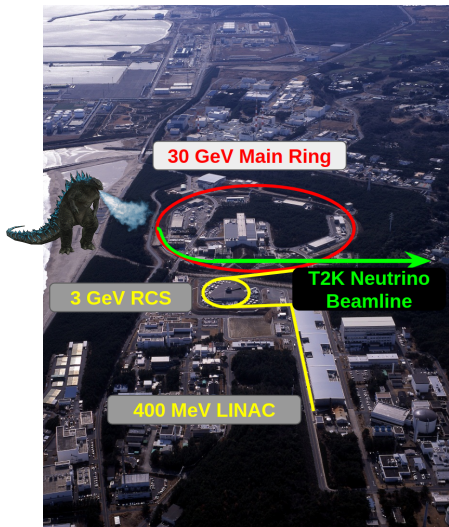 30 GeV Main Ring
T2K Neutrino
Beamline
3 GeV RCS
400 MeV LINAC